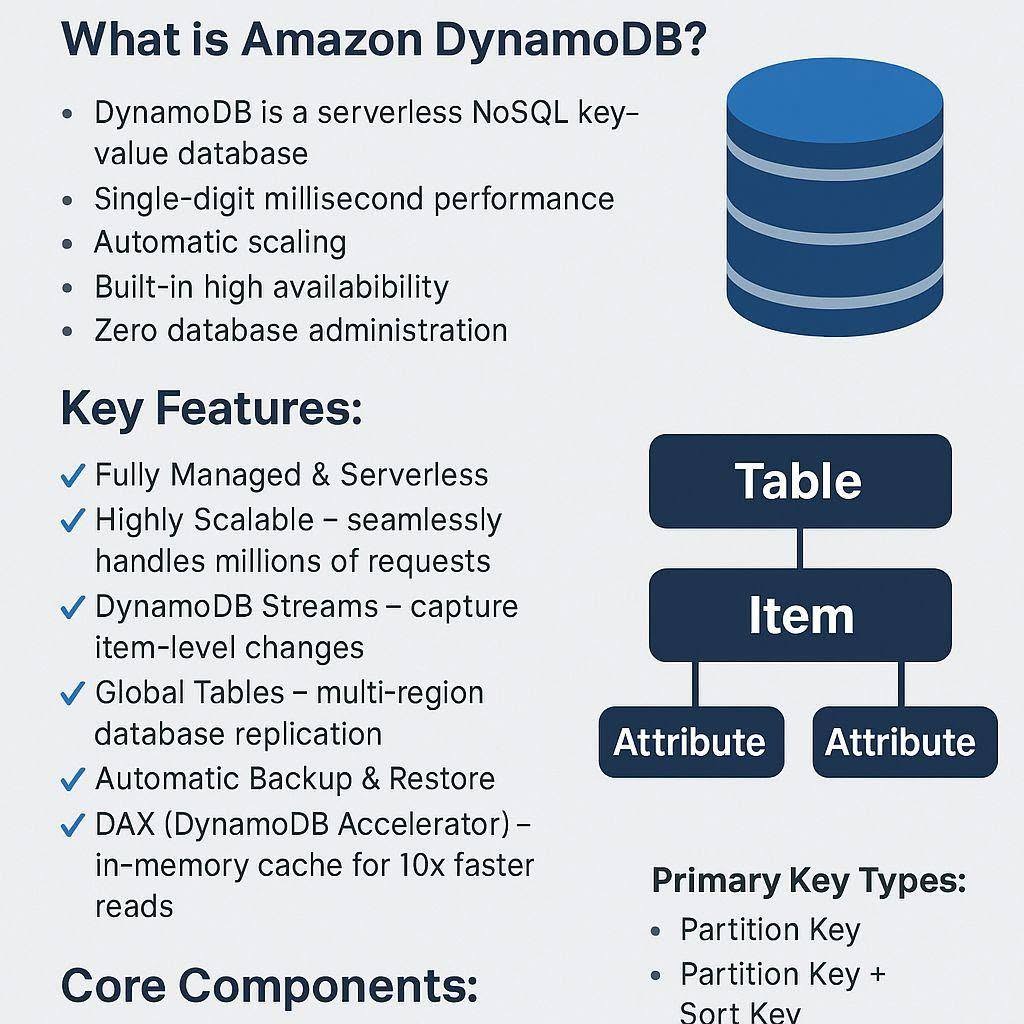 What is Amazon DynamoDB?
• DynamoDB is a serverless NoSQL key-
value database
• Single-digit millisecond performance
• Automatic scaling
• Built-in high availabibility
• Zero database administration
Key Features:
✓ Fully Managed & Serverless
✓ Highly Scalable – seamlessly
handles millions of requests
✓ DynamoDB Streams – capture
item-level changes
✓ Global Tables – multi-region
database replication
✓ Automatic Backup & Restore
✓ DAX (DynamoDB Accelerator) –
in-memory cache for 10x faster
reads
Core Components:
Table
Item
Attribute
Attribute
Primary Key Types:
• Partition Key
• Partition Key +
Sort Key